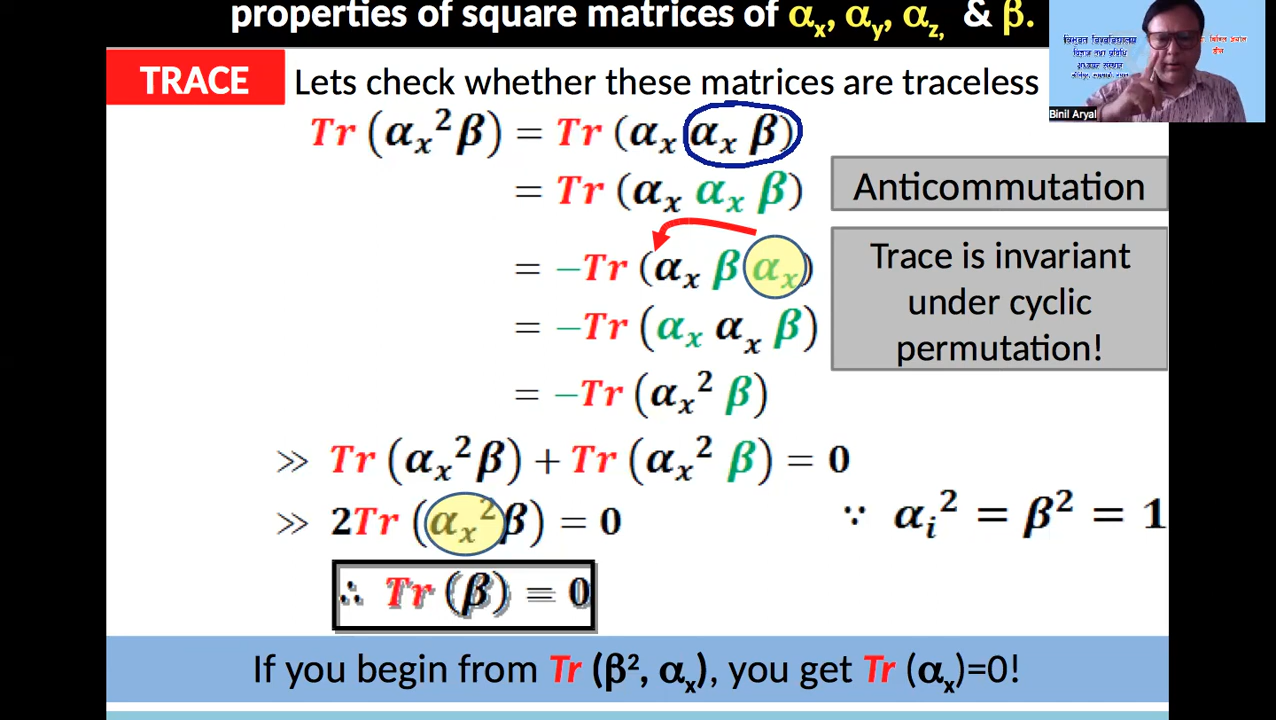 properties of square matrices of αx, αy, αz, & β.
TRACE Lets check whether these matrices are traceless
Tr (αx²β) = Tr (αx αx β)
= Tr (αx αx β)
Anticommutation
= −Tr (αx β αx)
Trace is invariant
under cyclic
permutation!
= −Tr (αx αx β)
= −Tr (αx² β)
≫ Tr (αx²β) + Tr (αx² β) = 0
≫ 2Tr (αx²β) = 0
∵ αi² = β² = 1
∴ Tr (β) = 0
If you begin from Tr (β², αx), you get Tr (αx)=0!
त्रिभुवन विश्वविद्यालय
Binil Aryal